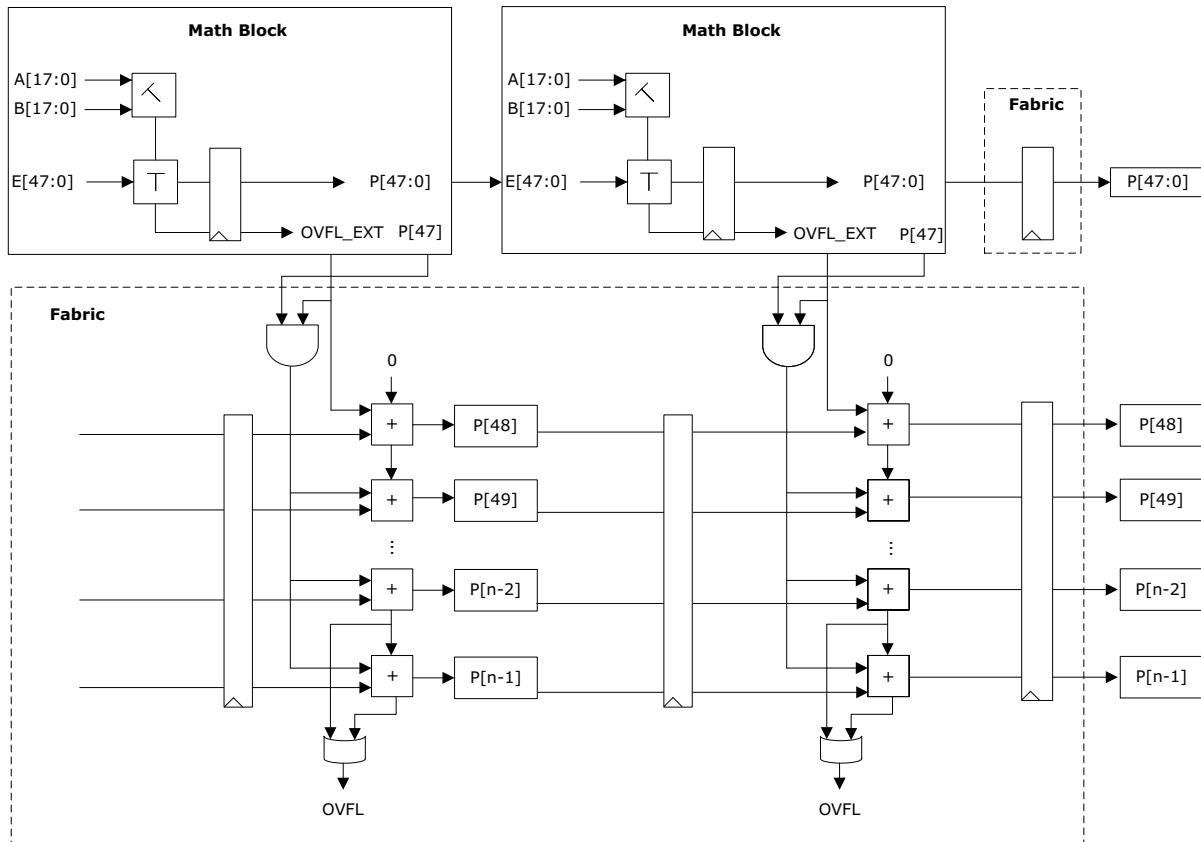 Math Block
Math Block
A[17:0]
B[17:0]
A[17:0]
B[17:0]
Fabric
E[47:0]
P[47:0]
E[47:0]
P[47:0]
P[47:0]
OVFL_EXT
P[47]
OVFL_EXT
P[47]
Fabric
0
0
+
P[48]
+
P[48]
+
P[49]
+
P[49]
...
...
+
P[n-2]
+
P[n-2]
+
P[n-1]
+
P[n-1]
OVFL
OVFL